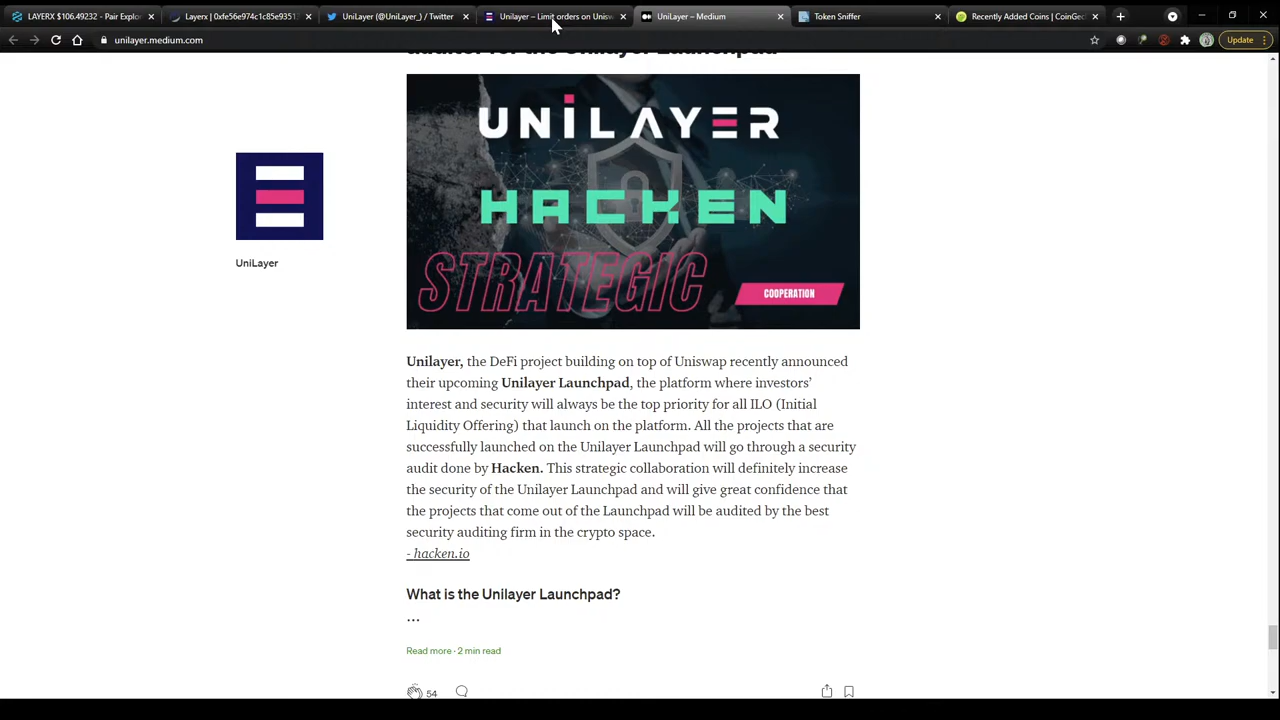 LAYERX $106.49232 - Pair Explo
Layerx | 0xfe56e974c1c85e9351
UniLayer (@UniLayer_) / Twitter
Unilayer – Limit orders on Unisw
UniLayer – Medium
Token Sniffer
Recently Added Coins | CoinGec
unilayer.medium.com
Update
auditor for the Unilayer Launchpad
UNILAYER
HACKEN
STRATEGIC
COOPERATION
UniLayer
Unilayer, the DeFi project building on top of Uniswap recently announced
their upcoming Unilayer Launchpad, the platform where investors’
interest and security will always be the top priority for all ILO (Initial
Liquidity Offering) that launch on the platform. All the projects that are
successfully launched on the Unilayer Launchpad will go through a security
audit done by Hacken. This strategic collaboration will definitely increase
the security of the Unilayer Launchpad and will give great confidence that
the projects that come out of the Launchpad will be audited by the best
security auditing firm in the crypto space.
- hacken.io
What is the Unilayer Launchpad?
…
Read more · 2 min read
54